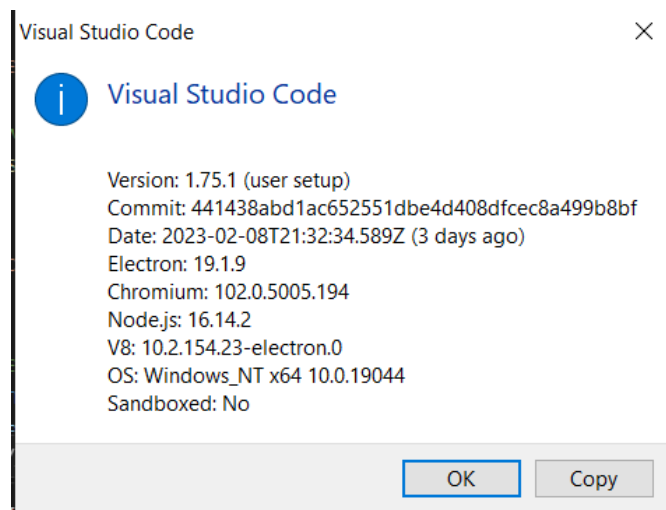 Visual Studio Code
Visual Studio Code
Version: 1.75.1 (user setup)
Commit: 441438abd1ac652551dbe4d408dfcec8a499b8bf
Date: 2023-02-08T21:32:34.589Z (3 days ago)
Electron: 19.1.9
Chromium: 102.0.5005.194
Node.js: 16.14.2
V8: 10.2.154.23-electron.0
OS: Windows_NT x64 10.0.19044
Sandboxed: No
OK Copy